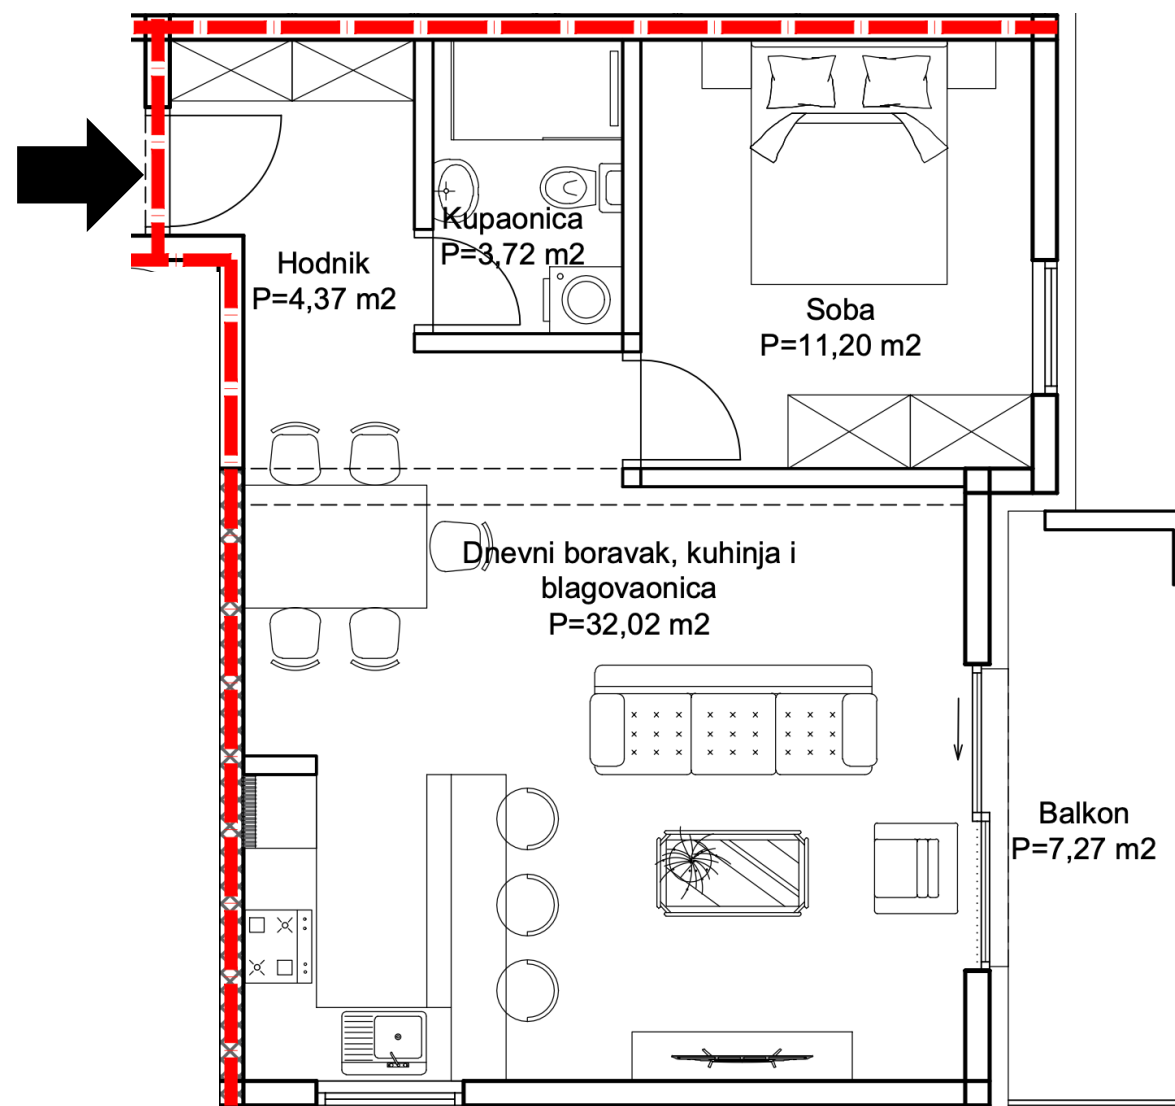 Kupaonica
P=3,72 m2
Hodnik
P=4,37 m2
Soba
P=11,20 m2
Dnevni boravak, kuhinja i
blagovaonica
P=32,02 m2
Balkon
P=7,27 m2